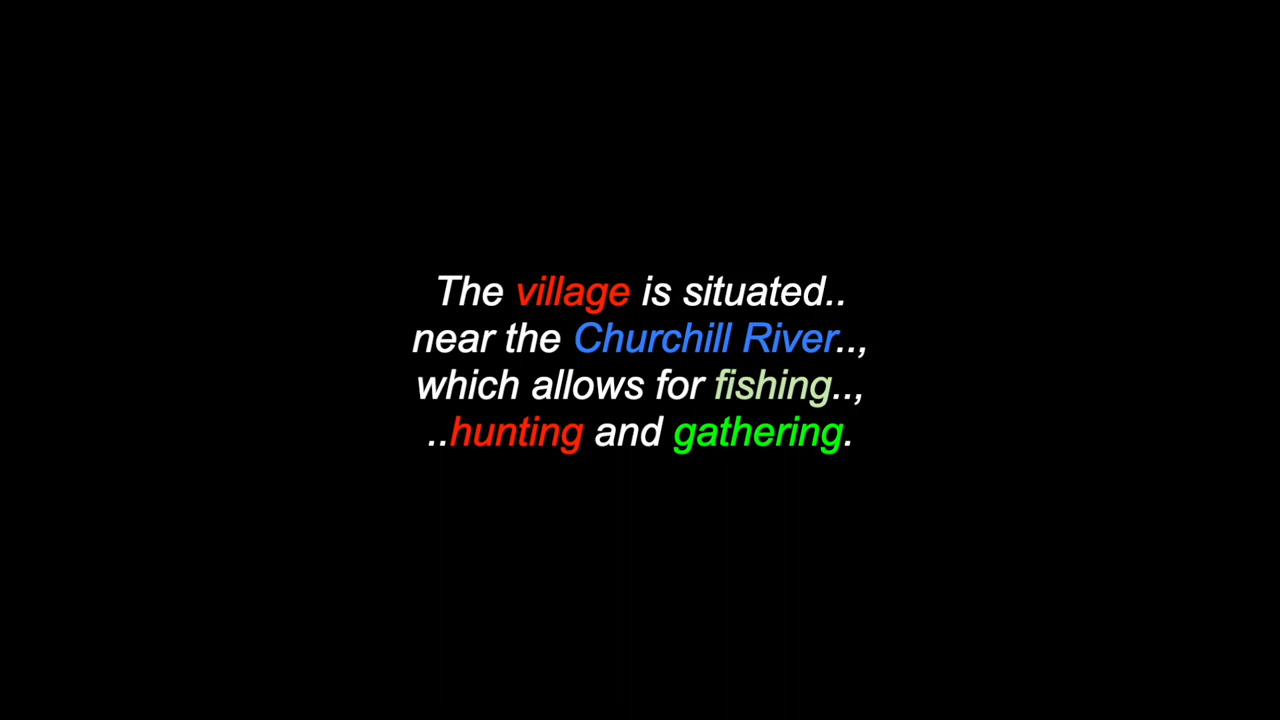 The village is situated..
near the Churchill River..,
which allows for fishing..,
..hunting and gathering.